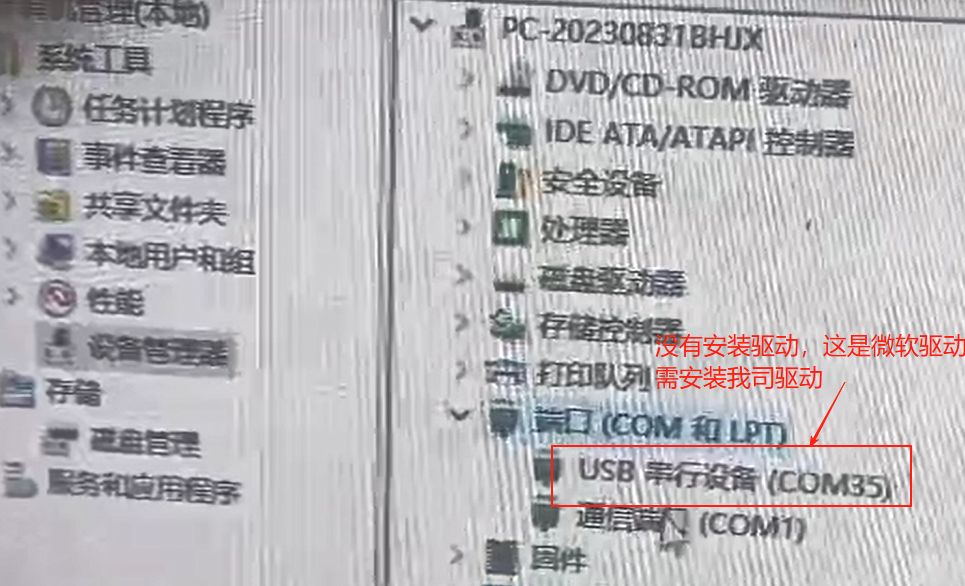 管理(本地)
系统工具
任务计划程序
事件查看器
共享文件夹
本地用户和组
性能
设备管理器
存储
磁盘管理
服务和应用程序
PC-20230831BHJX
DVD/CD-ROM 驱动器
IDE ATA/ATAPI 控制器
安全设备
处理器
磁盘驱动器
存储控制器
打印队列
端口 (COM 和 LPT)
USB 串行设备 (COM35)
通信端口 (COM1)
固件
没有安装驱动，这是微软驱动
需安装我司驱动